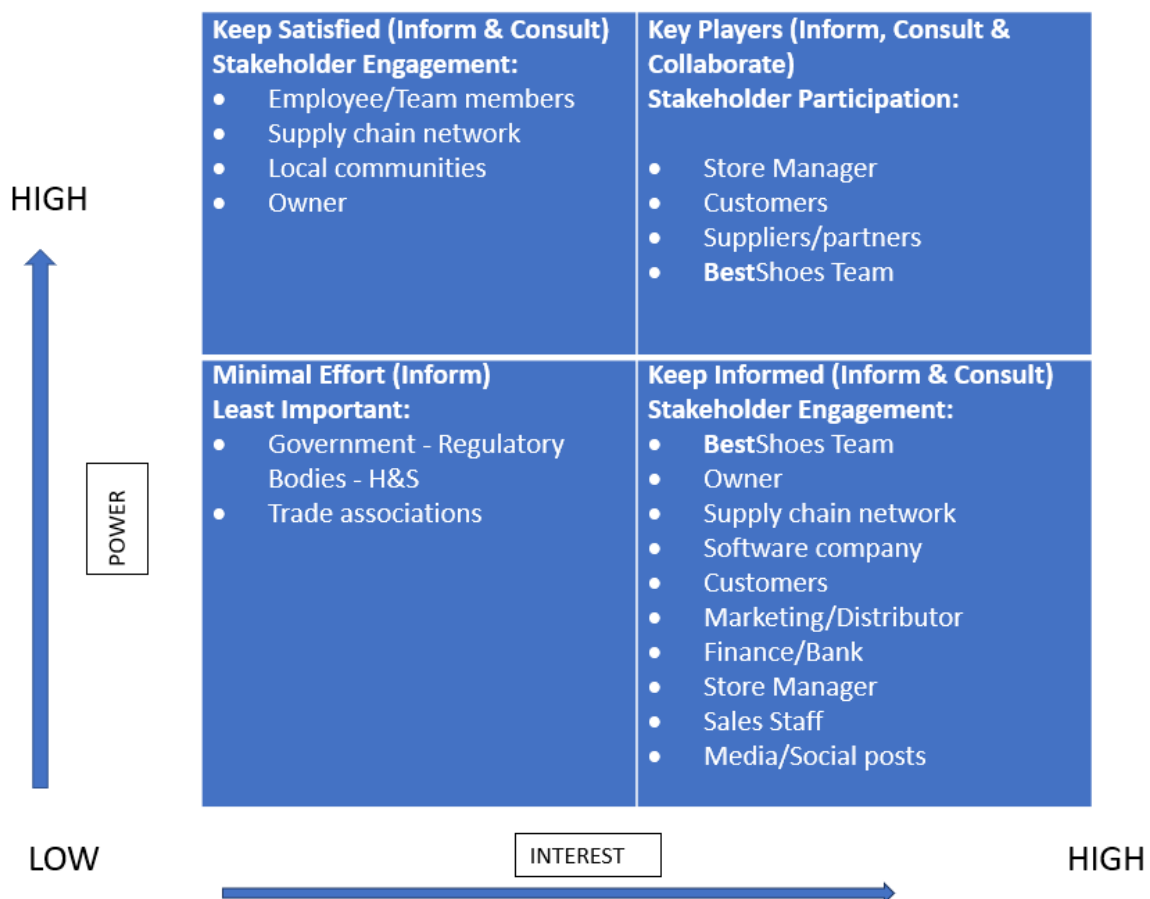 Keep Satisfied (Inform & Consult)
Stakeholder Engagement:
• Employee/Team members
• Supply chain network
• Local communities
• Owner
Key Players (Inform, Consult &
Collaborate)
Stakeholder Participation:
• Store Manager
• Customers
• Suppliers/partners
• BestShoes Team
HIGH
Minimal Effort (Inform)
Least Important:
• Government - Regulatory
Bodies - H&S
• Trade associations
Keep Informed (Inform & Consult)
Stakeholder Engagement:
• BestShoes Team
• Owner
• Supply chain network
• Software company
• Customers
• Marketing/Distributor
• Finance/Bank
• Store Manager
• Sales Staff
• Media/Social posts
POWER
LOW
INTEREST
HIGH